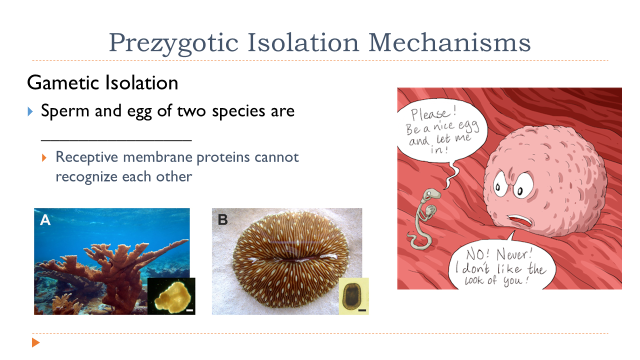 Prezygotic Isolation Mechanisms
Gametic Isolation
Sperm and egg of two species are
Receptive membrane proteins cannot
recognize each other
A
B
Please!
Be a nice egg
and let me
in!
NO! Never!
I don't like the
look of you!